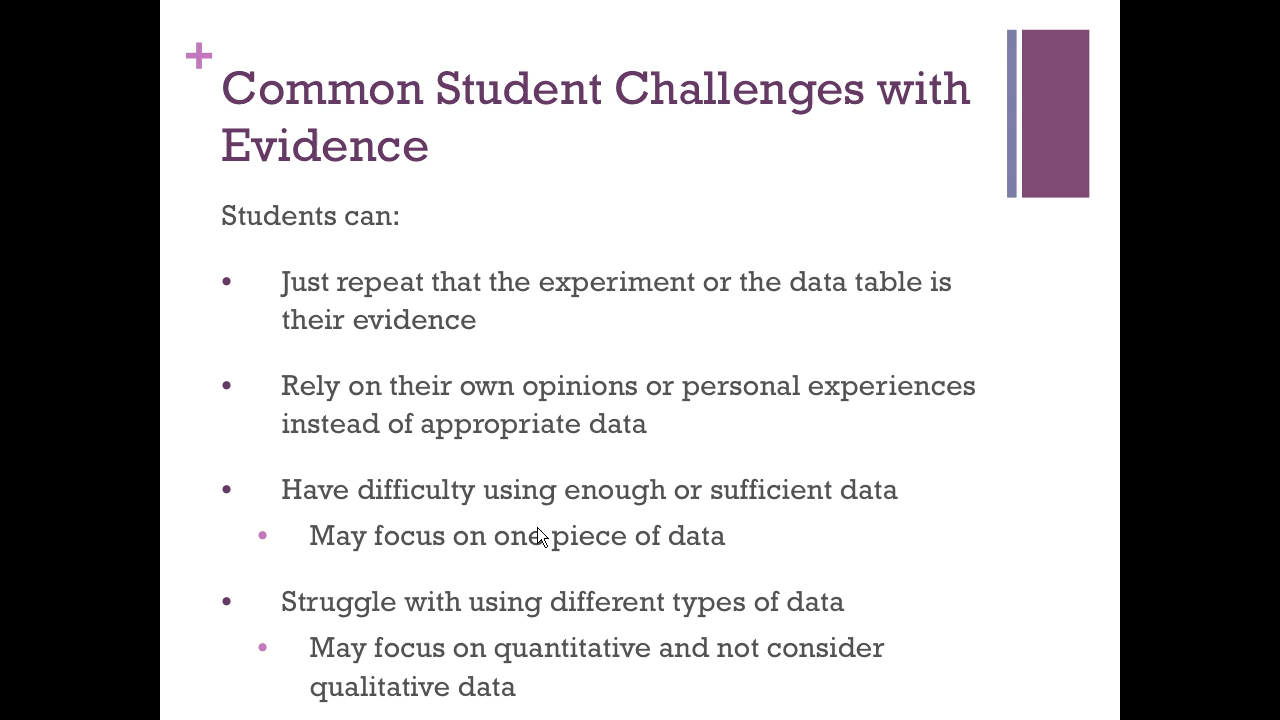 +
Common Student Challenges with
Evidence
Students can:
• Just repeat that the experiment or the data table is
their evidence
• Rely on their own opinions or personal experiences
instead of appropriate data
• Have difficulty using enough or sufficient data
• May focus on one piece of data
• Struggle with using different types of data
• May focus on quantitative and not consider
qualitative data